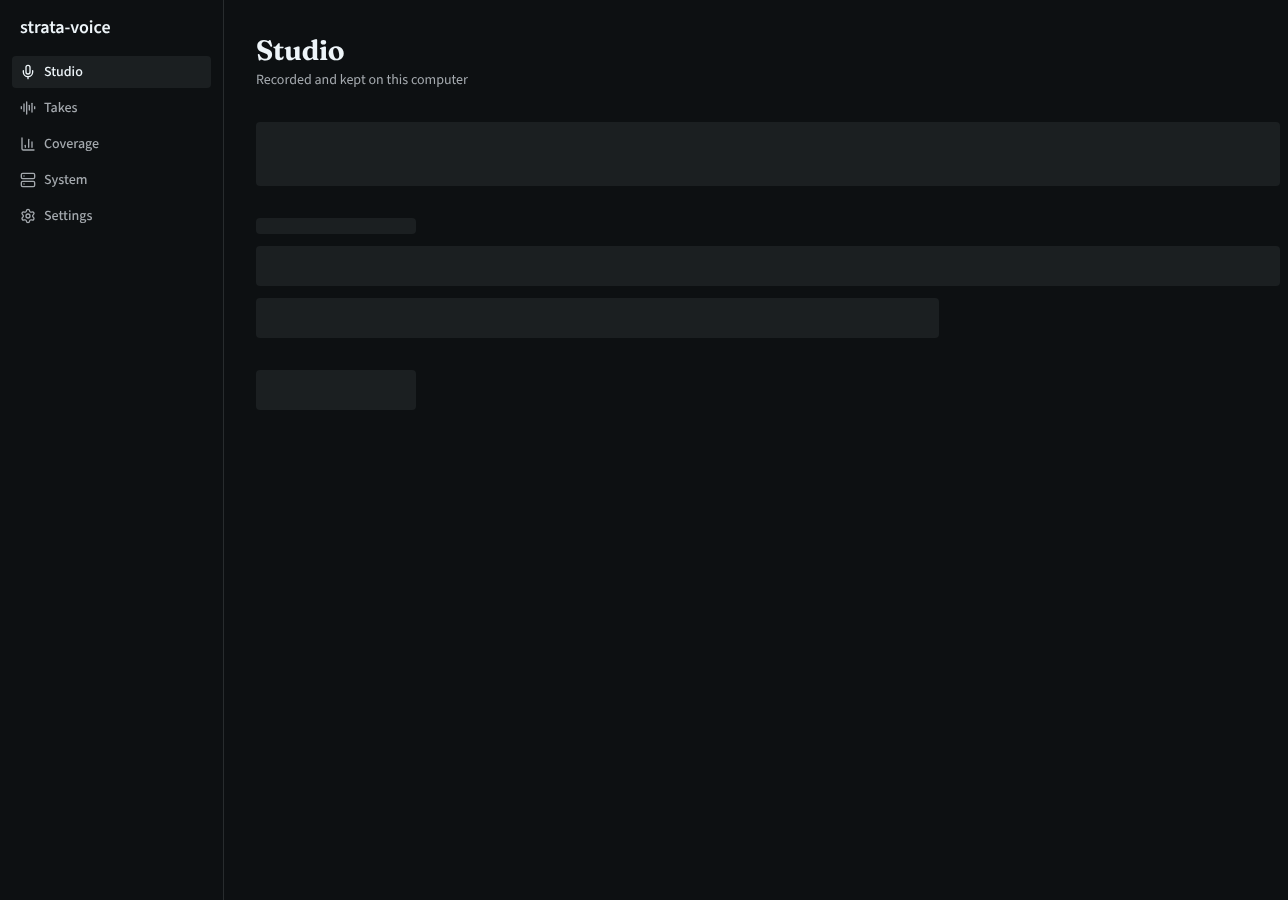 strata-voice
Studio
Takes
Coverage
System
Settings
Studio
Recorded and kept on this computer